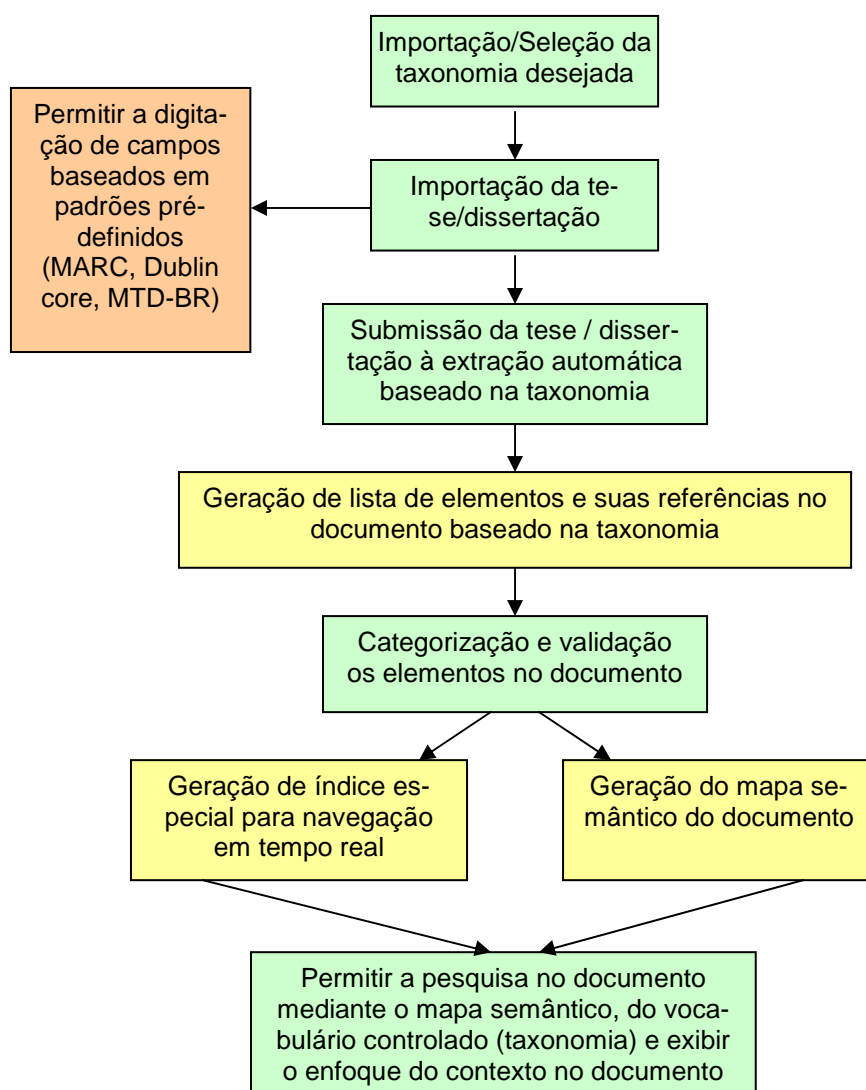 Importação/Seleção da
taxonomia desejada
Permitir a digita-
ção de campos
baseados em
padrões pré-
definidos
(MARC, Dublin
core, MTD-BR)
Importação da te-
se/dissertação
Submissão da tese / disser-
tação à extração automática
baseado na taxonomia
Geração de lista de elementos e suas referências no
documento baseado na taxonomia
Categorização e validação
os elementos no documento
Geração de índice es-
pecial para navegação
em tempo real
Geração do mapa se-
mântico do documento
Permitir a pesquisa no documento
mediante o mapa semântico, do voca-
bulário controlado (taxonomia) e exibir
o enfoque do contexto no documento